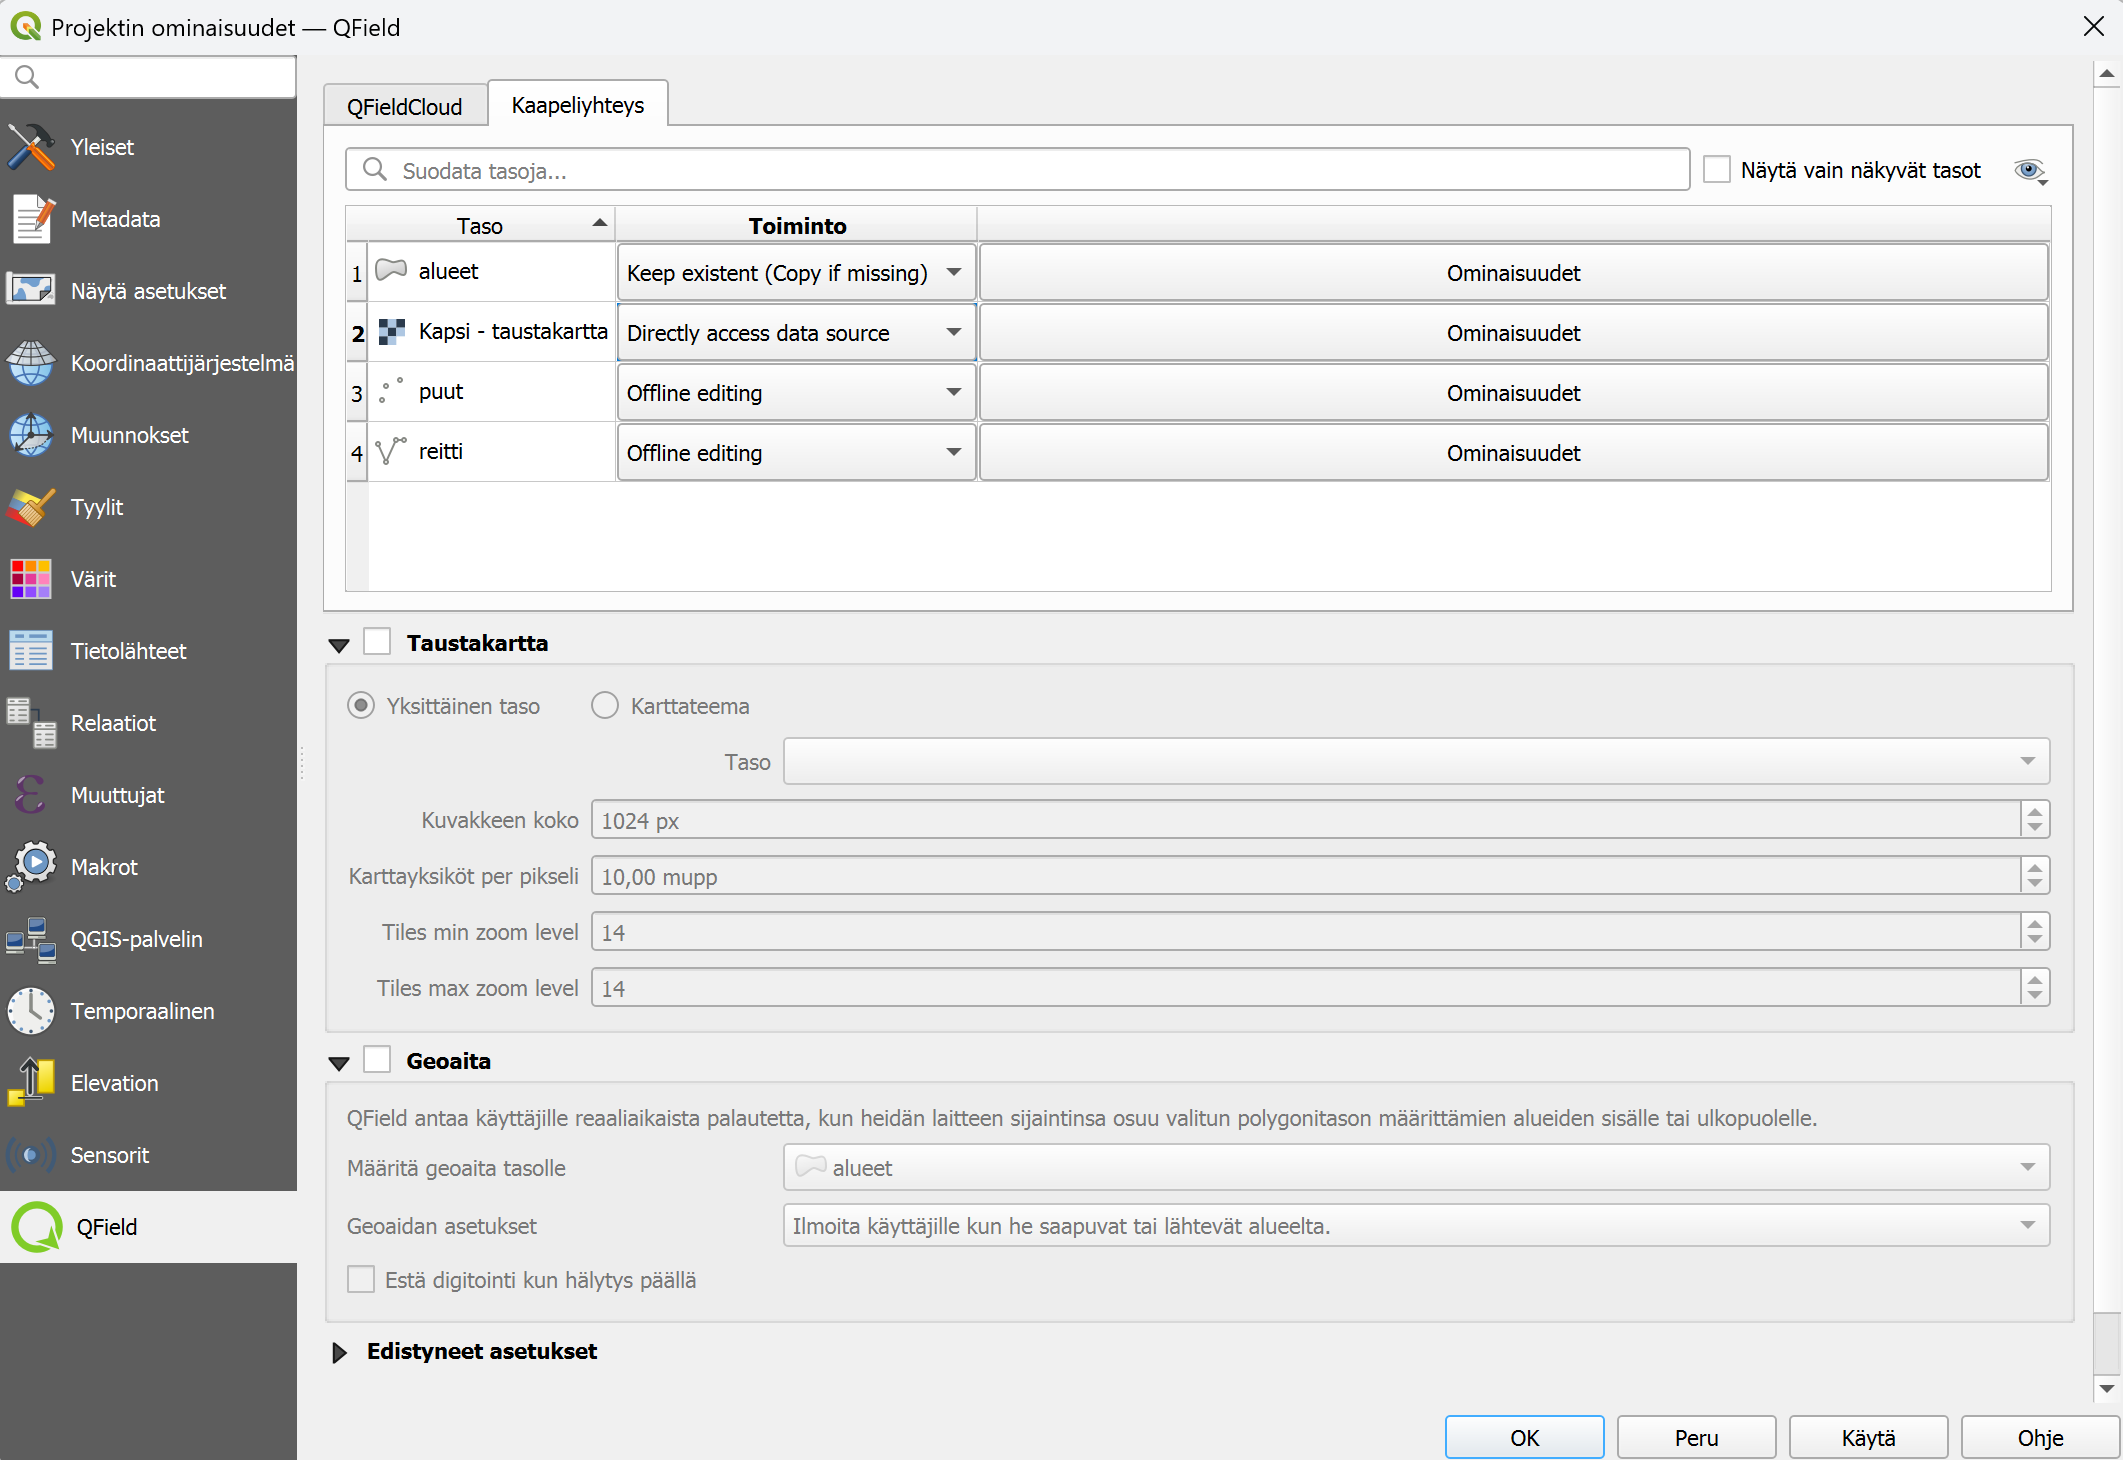 Projektin ominaisuudet — QField
Yleiset
Metadata
Näytä asetukset
Koordinaattijärjestelmä
Muunnokset
Tyylit
Värit
Tietolähteet
Relaatiot
Muuttujat
Makrot
QGIS-palvelin
Temporaalinen
Elevation
Sensorit
QField
QFieldCloud Kaapeliyhteys
Suodata tasoja... Näytä vain näkyvät tasot
Taso Toiminto
1 alueet Keep existent (Copy if missing) Ominaisuudet
2 Kapsi - taustakartta Directly access data source Ominaisuudet
3 puut Offline editing Ominaisuudet
4 reitti Offline editing Ominaisuudet
Taustakartta
Yksittäinen taso Karttateema
Taso
Kuvakkeen koko 1024 px
Karttayksiköt per pikseli 10,00 mupp
Tiles min zoom level 14
Tiles max zoom level 14
Geoaita
QField antaa käyttäjille reaaliaikaista palautetta, kun heidän laitteen sijaintinsa osuu valitun polygonitason määrittämien alueiden sisälle tai ulkopuolelle.
Määritä geoaita tasolle alueet
Geoaidan asetukset Ilmoita käyttäjille kun he saapuvat tai lähtevät alueelta.
Estä digitointi kun hälytys päällä
Edistyneet asetukset
OK Peru Käytä Ohje